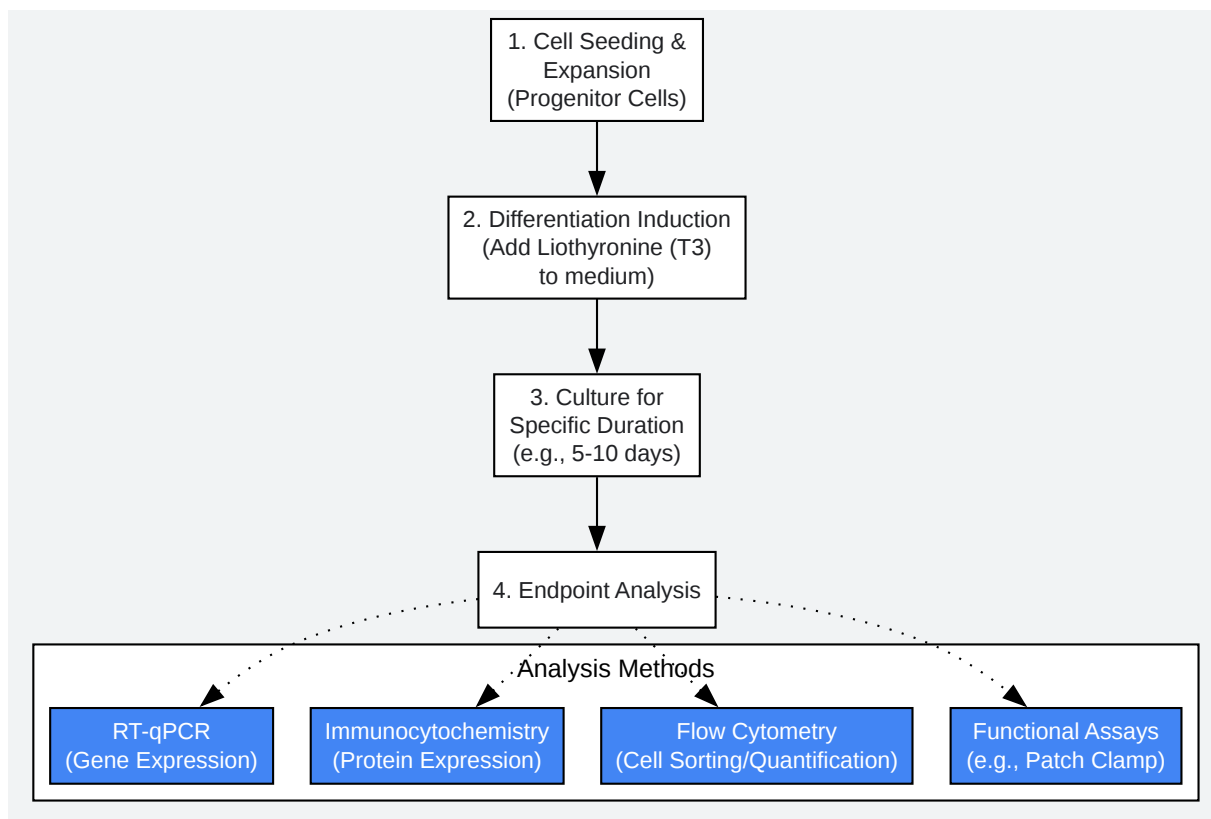 1. Cell Seeding &
Expansion
(Progenitor Cells)
2. Differentiation Induction
(Add Liothyronine (T3)
to medium)
3. Culture for
Specific Duration
(e.g., 5-10 days)
4. Endpoint Analysis
Analysis Methods
RT-qPCR
(Gene Expression)
Immunocytochemistry
(Protein Expression)
Flow Cytometry
(Cell Sorting/Quantification)
Functional Assays
(e.g., Patch Clamp)